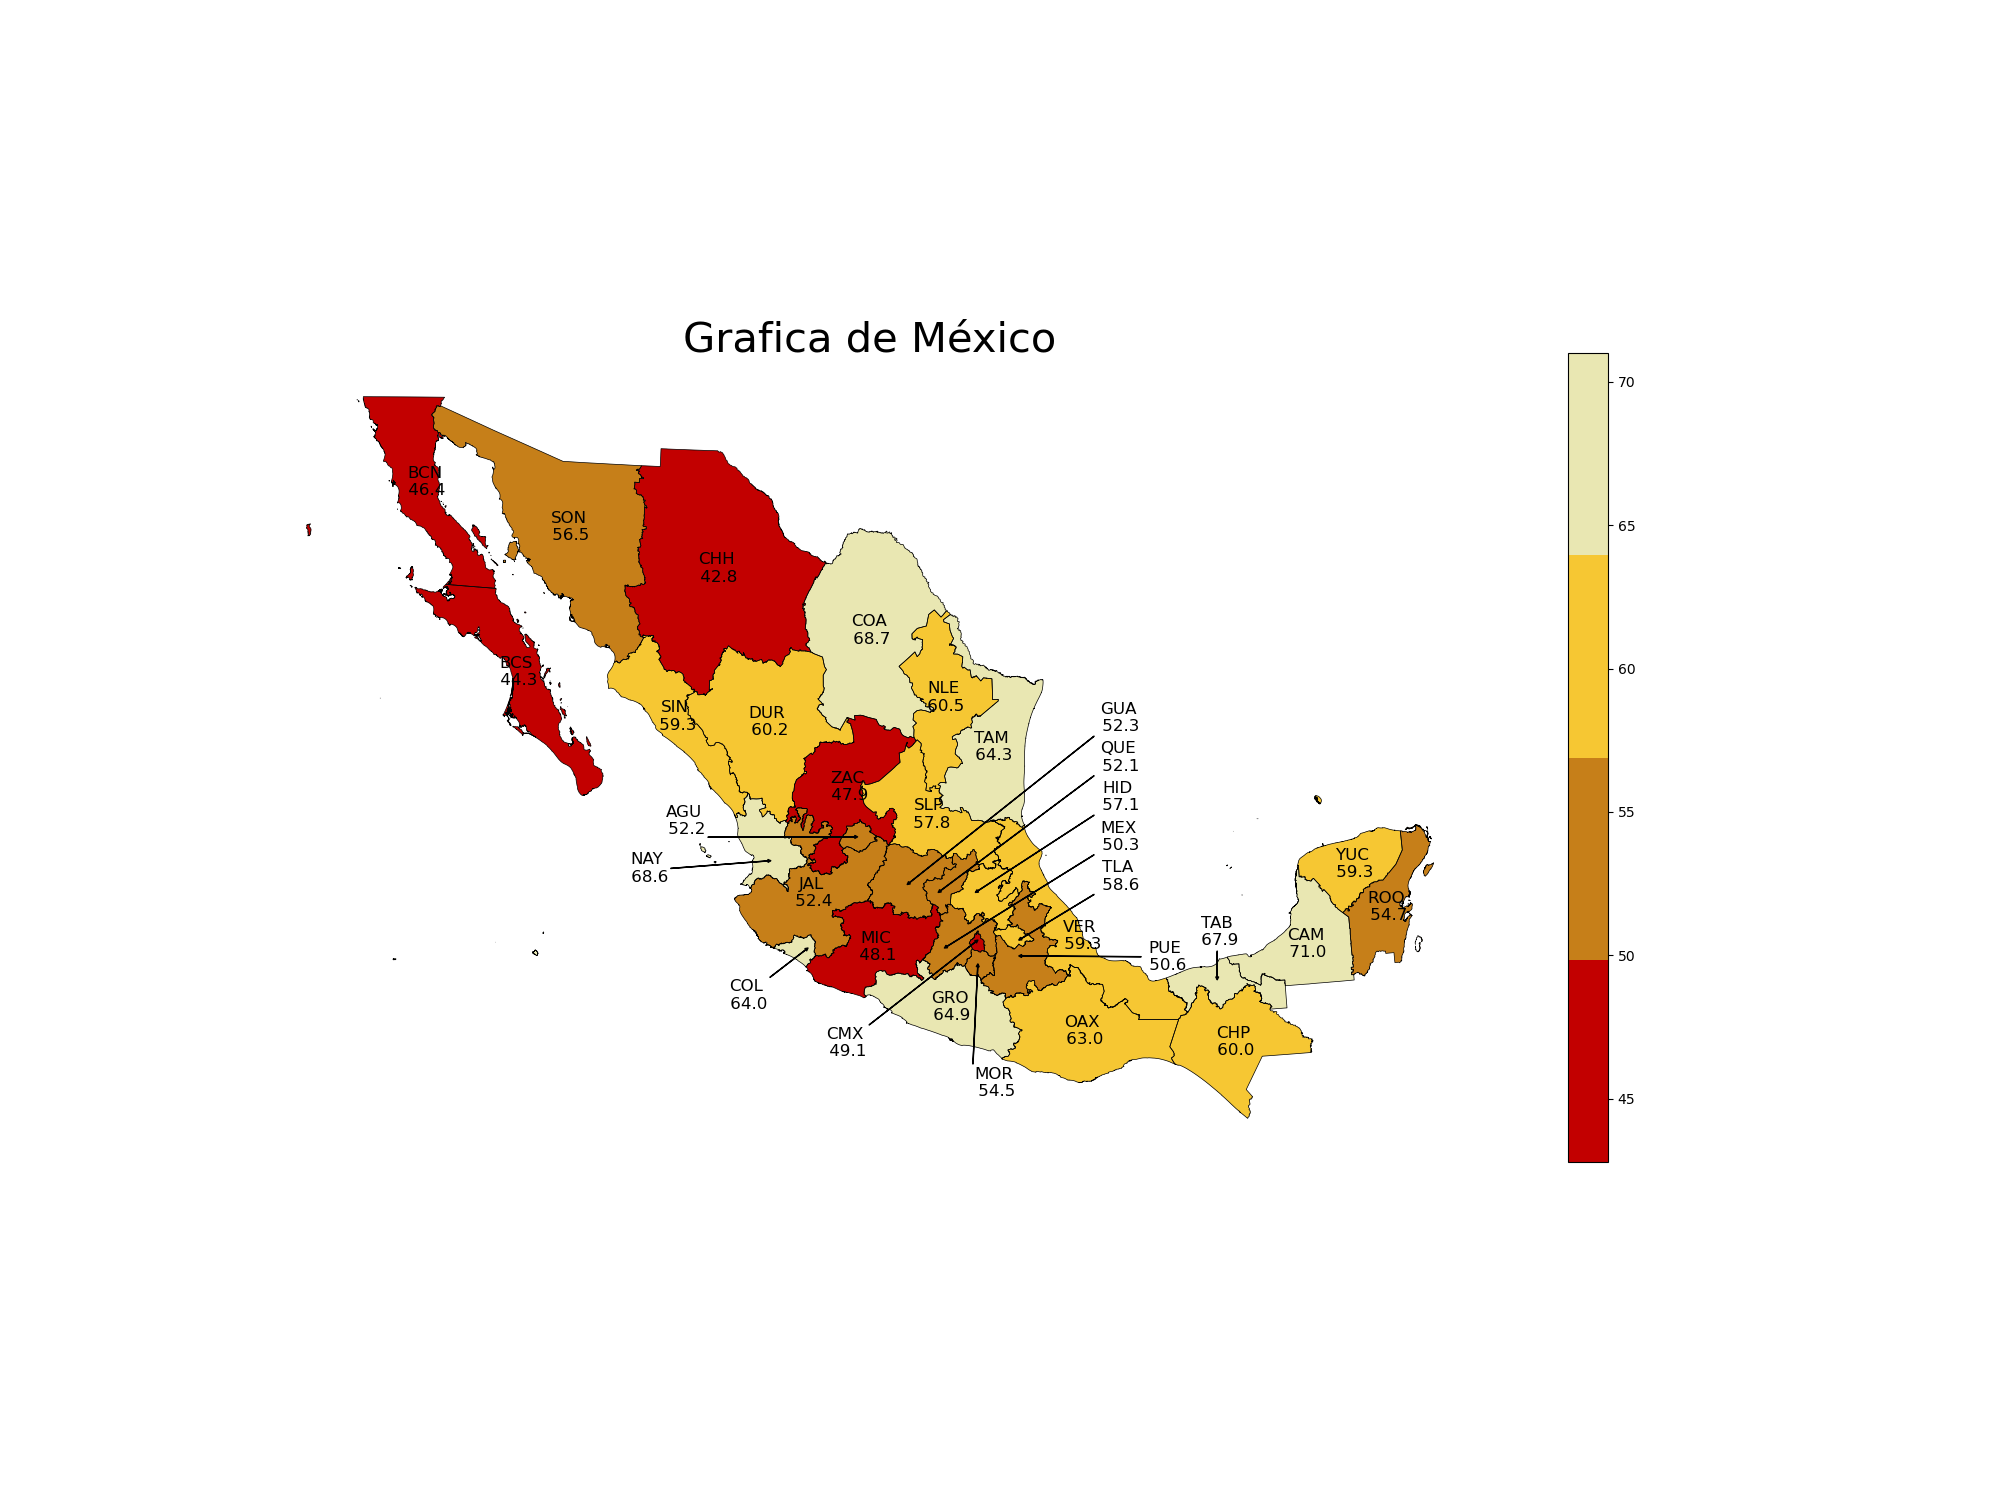 Grafica de México
70
65
60
55
50
45
BCN
46.4
SON
56.5
CHH
42.8
COA
68.7
BCS
44.3
NLE
60.5
SIN
59.3
DUR
60.2
TAM
64.3
GUA
52.3
QUE
52.1
HID
57.1
MEX
50.3
TLA
58.6
ZAC
47.9
SLP
57.8
AGU
52.2
NAY
68.6
JAL
52.4
MIC
48.1
COL
64.0
CMX
49.1
GRO
64.9
MOR
54.5
VER
59.3
PUE
50.6
OAX
63.0
TAB
67.9
CHP
60.0
CAM
71.0
YUC
59.3
ROO
54.7